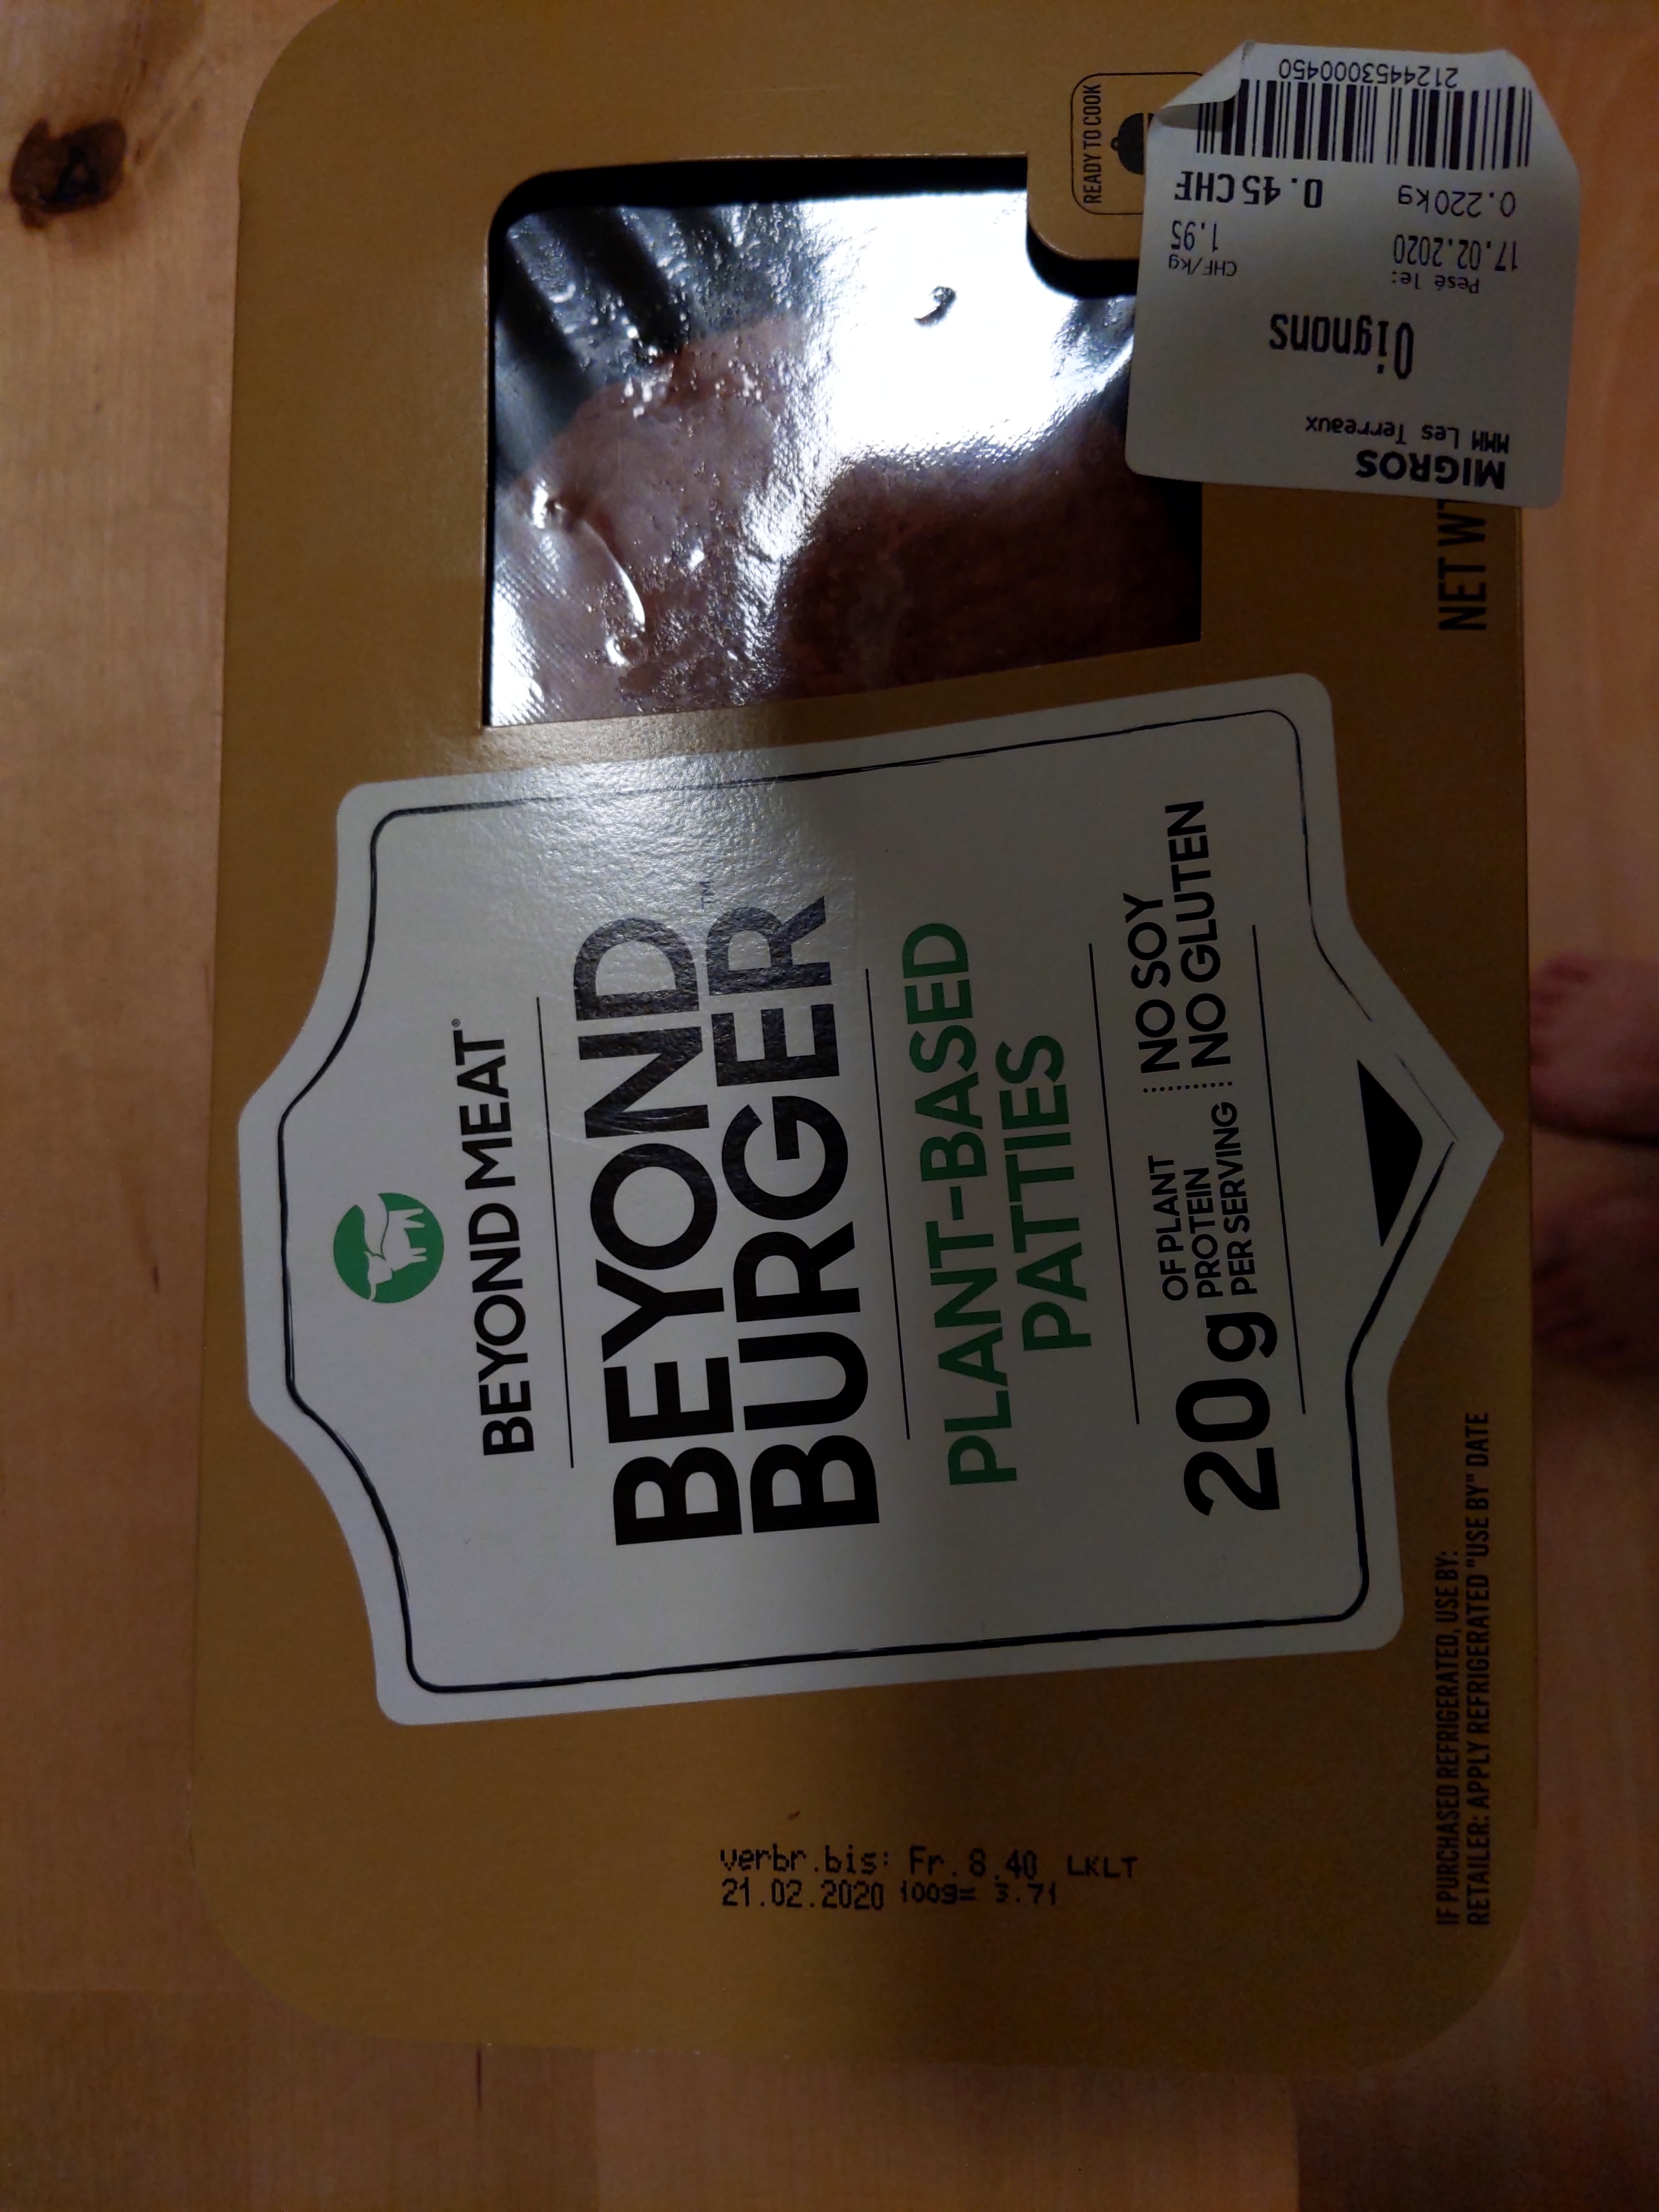 BEYOND MEAT®
BEYOND
BURGER™
PLANT-BASED
PATTIES
20g
OF PLANT
PROTEIN
PER SERVING
NO SOY
NO GLUTEN
READY TO COOK
NET WT
IF PURCHASED REFRIGERATED, USE BY:
RETAILER: APPLY REFRIGERATED "USE BY" DATE
verbr.bis: Fr. 8.40 LKLT
21.02.2020 100g= 3.71
MIGROS
MMM Les Terreaux
Oignons
Pesé le: CHF/kg
17.02.2020 1.95
0.220kg 0.45CHF
2124453000450